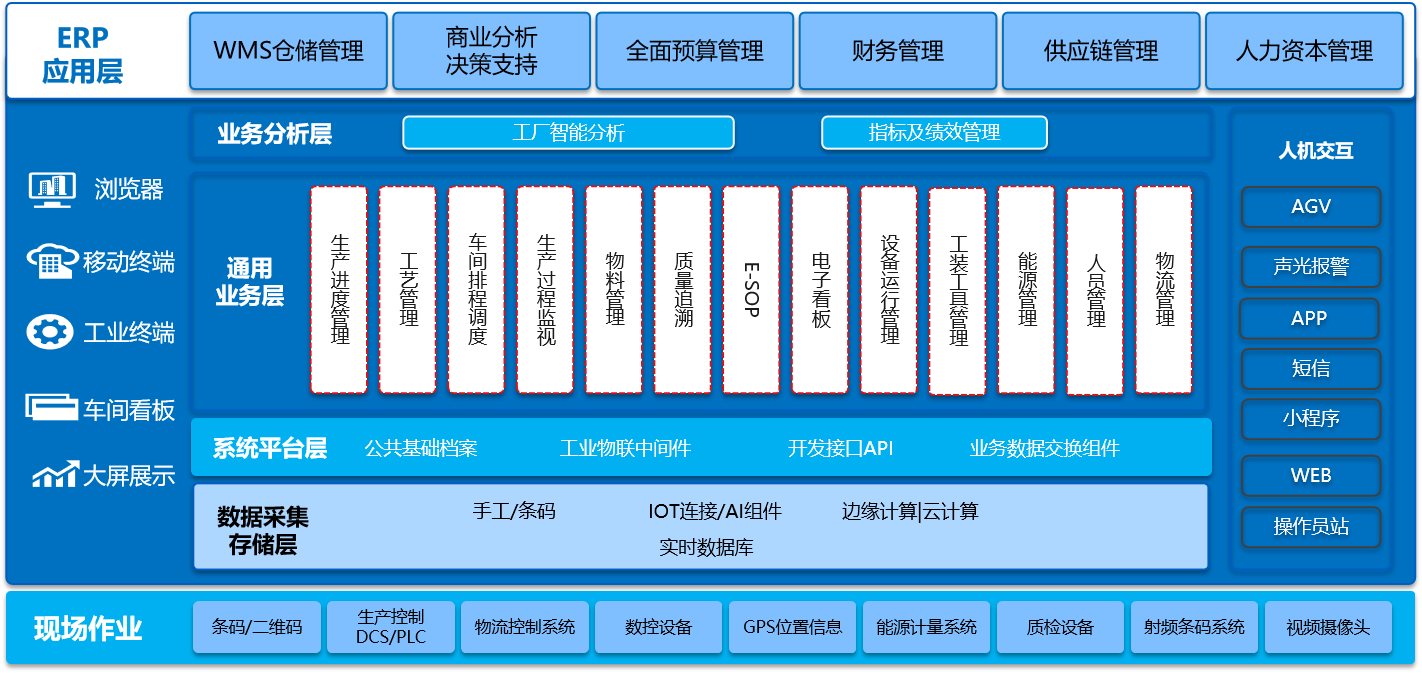 ERP
应用层
WMS仓储管理
商业分析
决策支持
全面预算管理
财务管理
供应链管理
人力资本管理
浏览器
移动终端
工业终端
车间看板
大屏展示
业务分析层
工厂智能分析
指标及绩效管理
通用
业务层
生产进度管理
工艺管理
车间排程调度
生产过程监视
物料管理
质量追溯
E-SOP
电子看板
设备运行管理
工装工具管理
能源管理
人员管理
物流管理
系统平台层
公共基础档案
工业物联中间件
开发接口API
业务数据交换组件
数据采集
存储层
手工/条码
IOT连接/AI组件
边缘计算|云计算
实时数据库
人机交互
AGV
声光报警
APP
短信
小程序
WEB
操作员站
现场作业
条码/二维码
生产控制
DCS/PLC
物流控制系统
数控设备
GPS位置信息
能源计量系统
质检设备
射频条码系统
视频摄像头